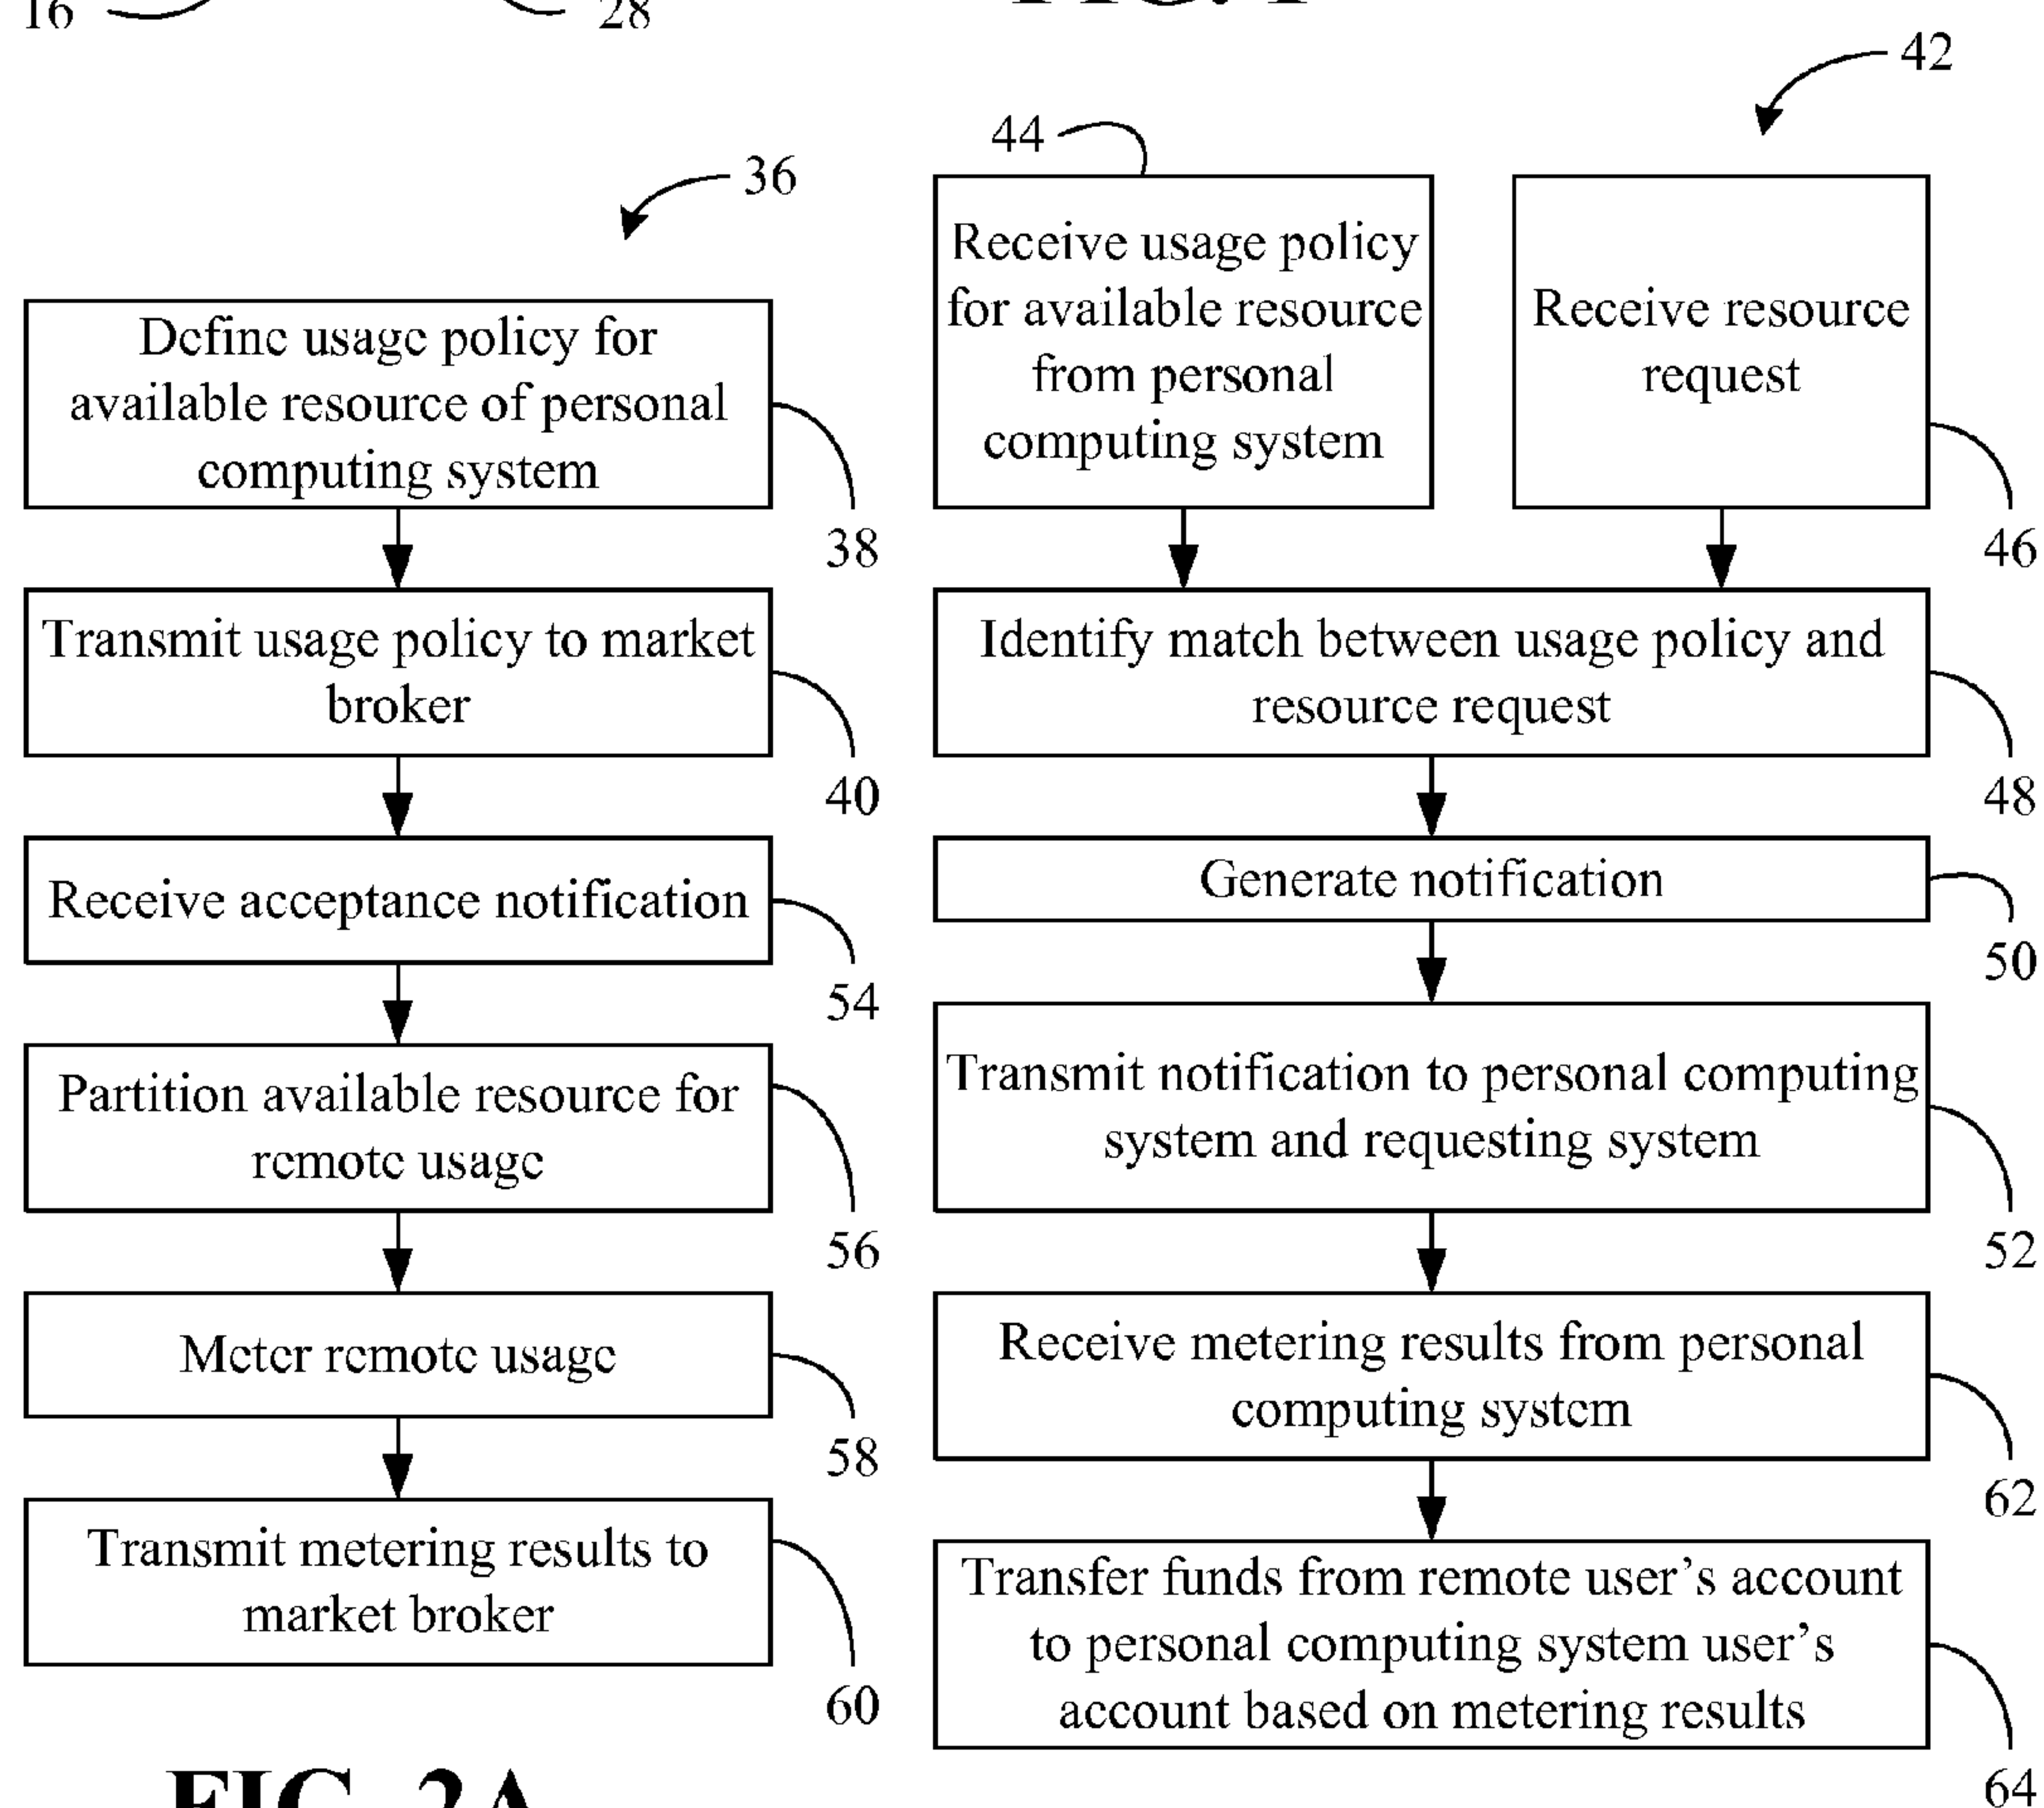 16
28
42
44
36
Receive usage policy
for available resource
from personal
computing system
Receive resource
request
46
Define usage policy for
available resource of personal
computing system
38
Transmit usage policy to market
broker
40
Identify match between usage policy and
resource request
48
Receive acceptance notification
54
Generate notification
50
Partition available resource for
remote usage
56
Transmit notification to personal computing
system and requesting system
52
Meter remote usage
58
Receive metering results from personal
computing system
62
Transmit metering results to
market broker
60
Transfer funds from remote user’s account
to personal computing system user’s
account based on metering results
64
FIG. 2A